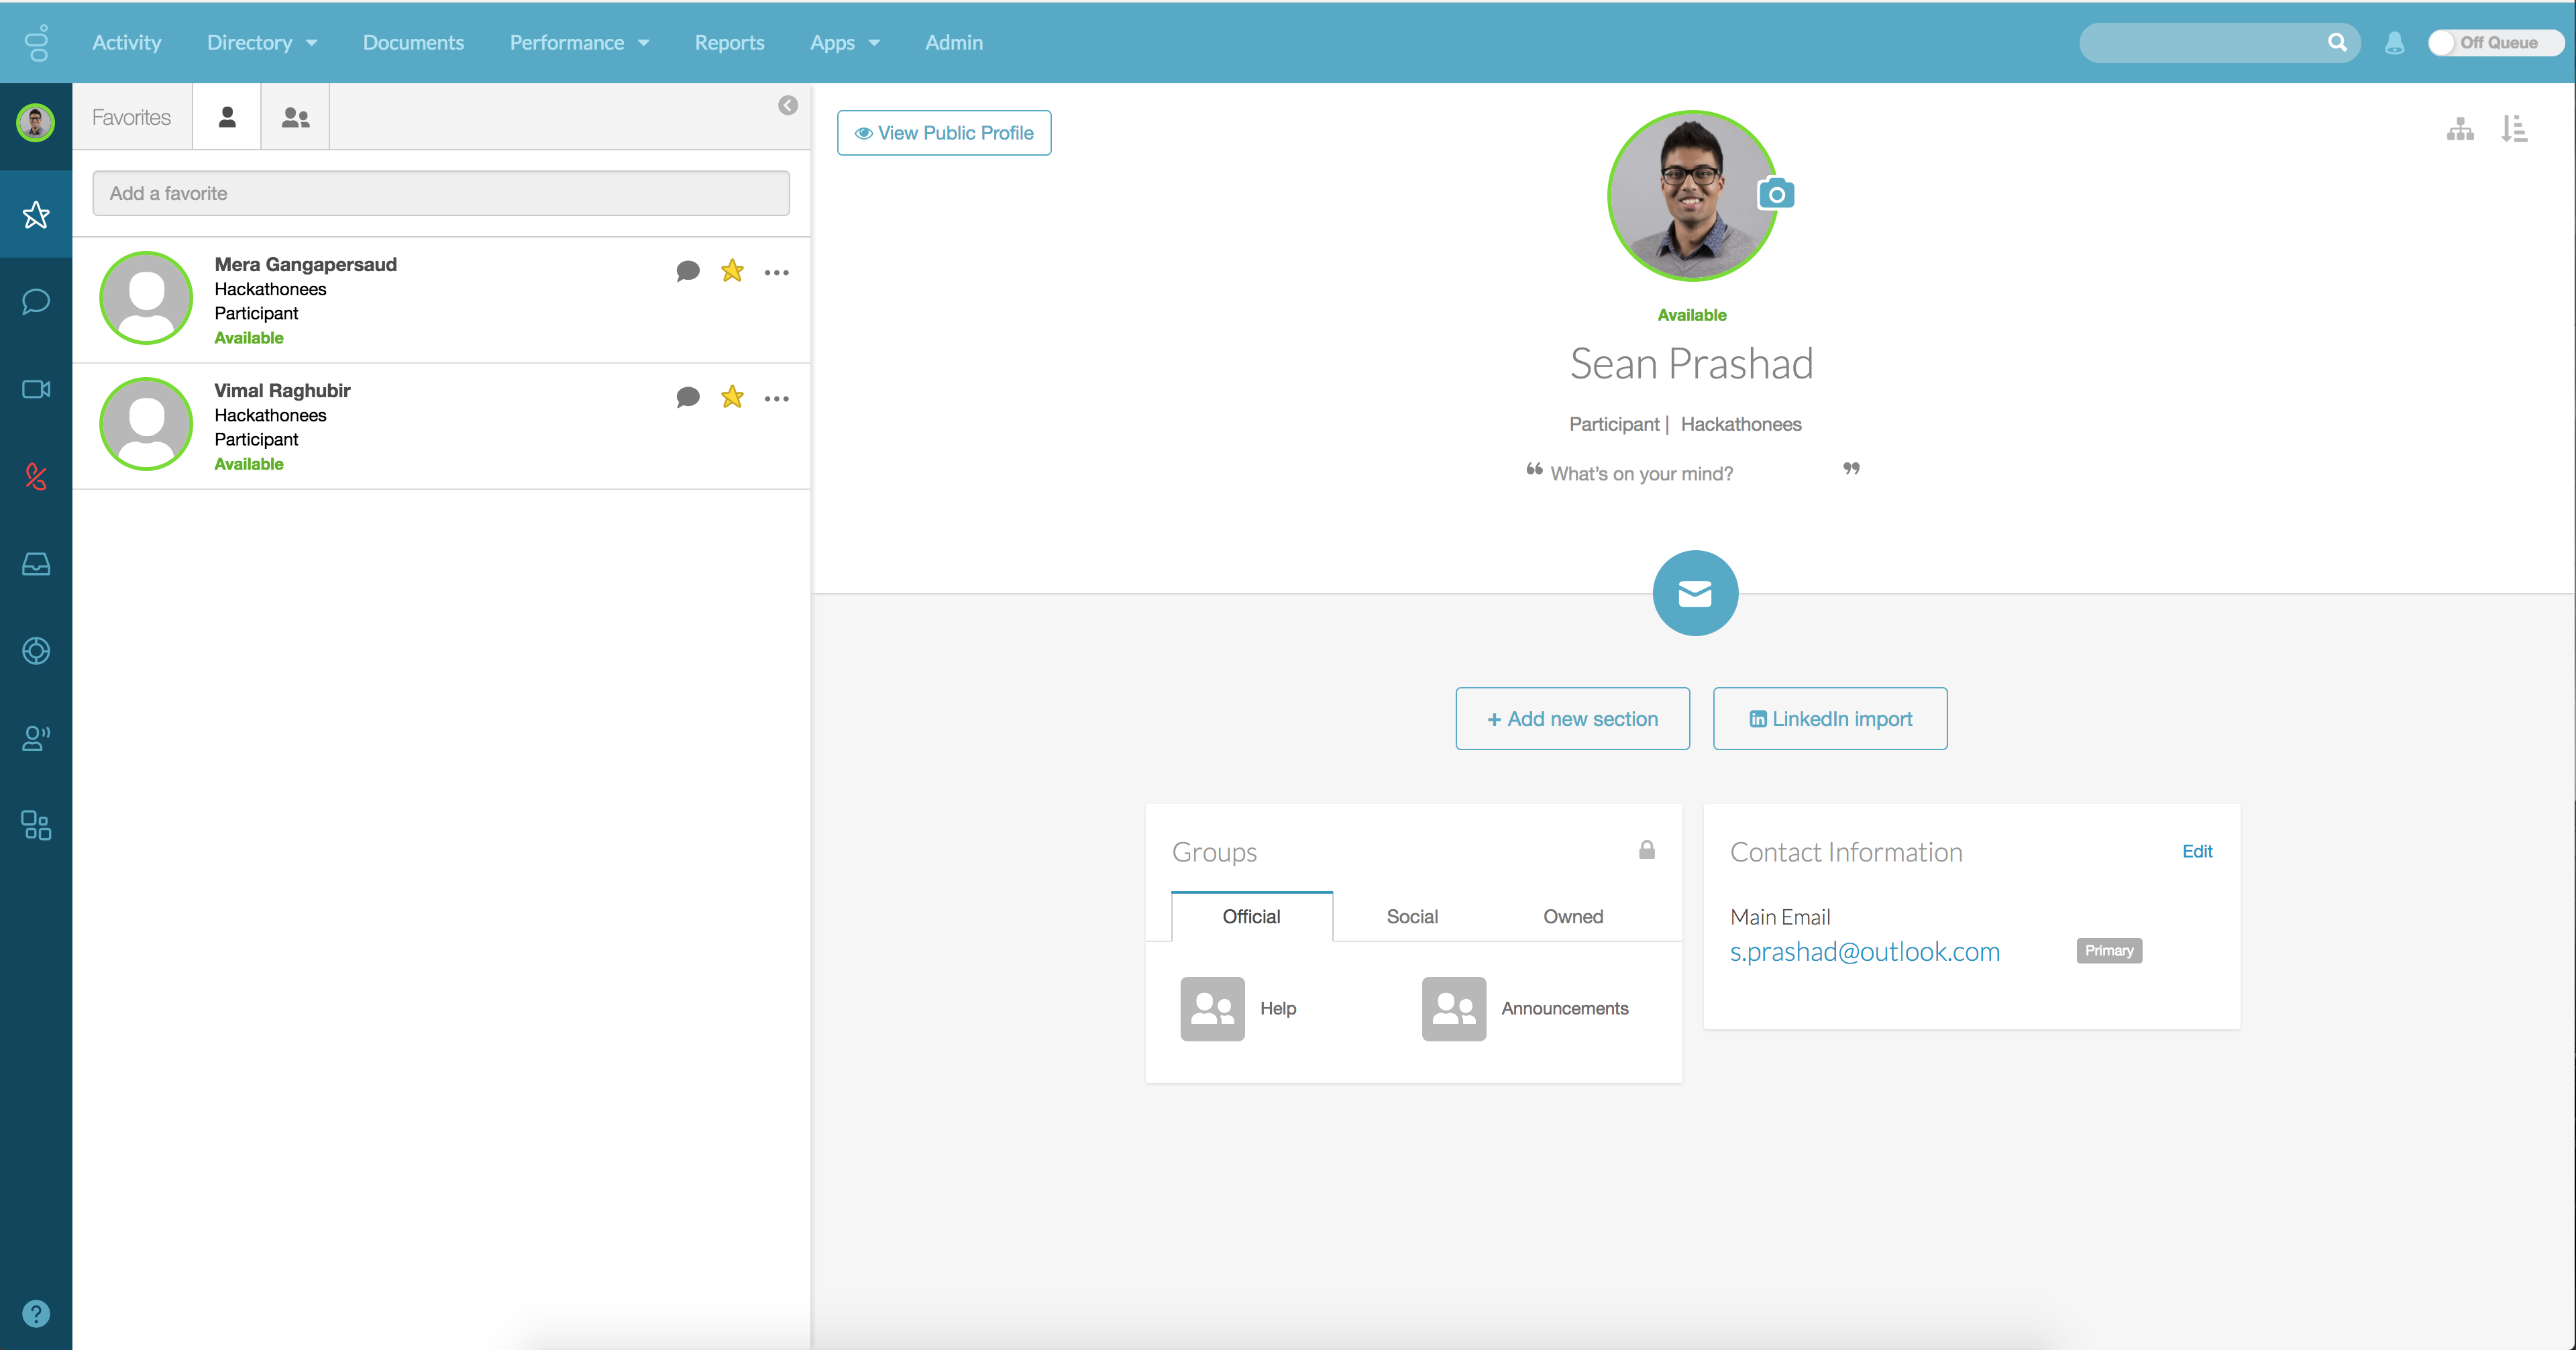 Activity
Directory
Documents
Performance
Reports
Apps
Admin
Off Queue
Favorites
Add a favorite
Mera Gangapersaud
Hackathonees
Participant
Available
Vimal Raghubir
Hackathonees
Participant
Available
View Public Profile
Available
Sean Prashad
Participant | Hackathonees
“ What's on your mind? ”
+ Add new section
in LinkedIn import
Groups
Official
Social
Owned
Help
Announcements
Contact Information
Edit
Main Email
s.prashad@outlook.com
Primary
?